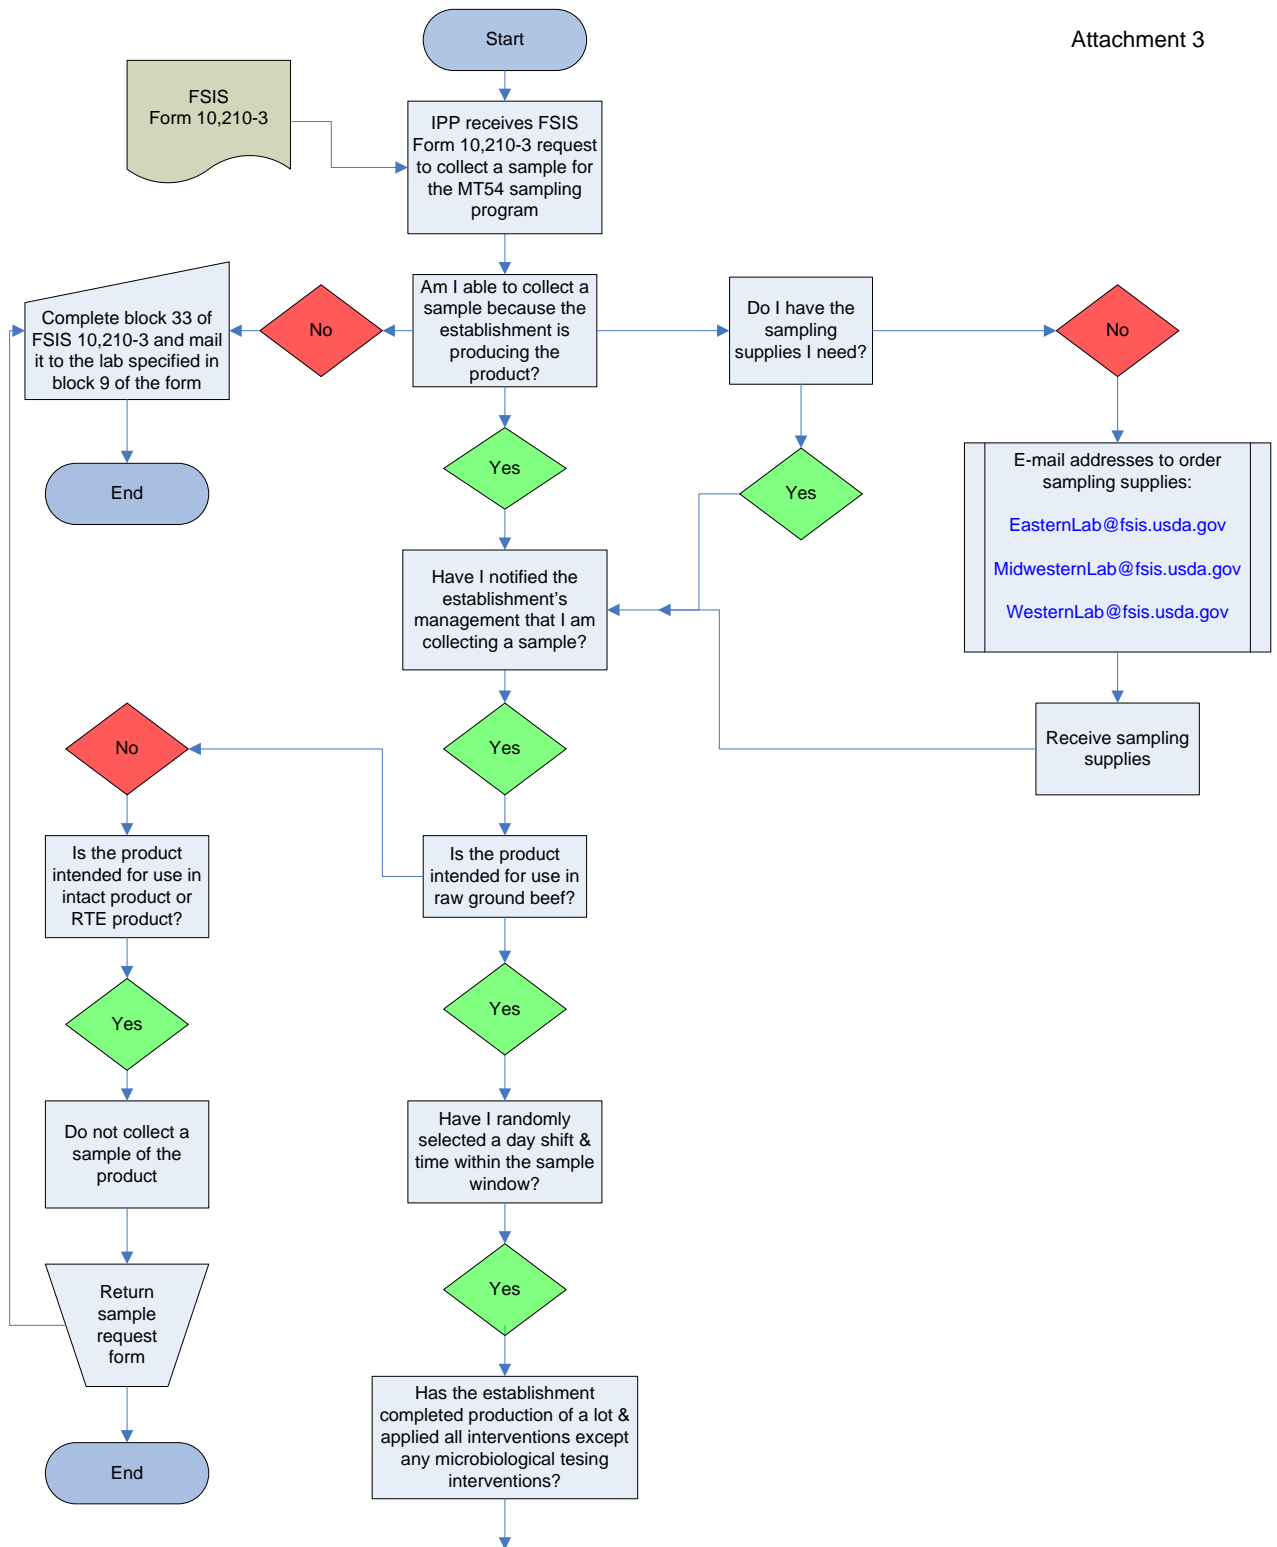 Start
Attachment 3
FSIS
Form 10,210-3
IPP receives FSIS
Form 10,210-3 request
to collect a sample for
the MT54 sampling
program
Complete block 33 of
FSIS 10,210-3 and mail
it to the lab specified in
block 9 of the form
No
Am I able to collect a
sample because the
establishment is
producing the
product?
Do I have the
sampling
supplies I need?
No
End
Yes
Yes
E-mail addresses to order
sampling supplies:
EasternLab@fsis.usda.gov
MidwesternLab@fsis.usda.gov
WesternLab@fsis.usda.gov
Have I notified the
establishment's
management that I am
collecting a sample?
No
Yes
Receive sampling
supplies
Is the product
intended for use in
intact product or
RTE product?
Is the product
intended for use in
raw ground beef?
Yes
Yes
Do not collect a
sample of the
product
Have I randomly
selected a day shift &
time within the sample
window?
Return
sample
request
form
Yes
Has the establishment
completed production of a lot &
applied all interventions except
any microbiological tesing
interventions?
End